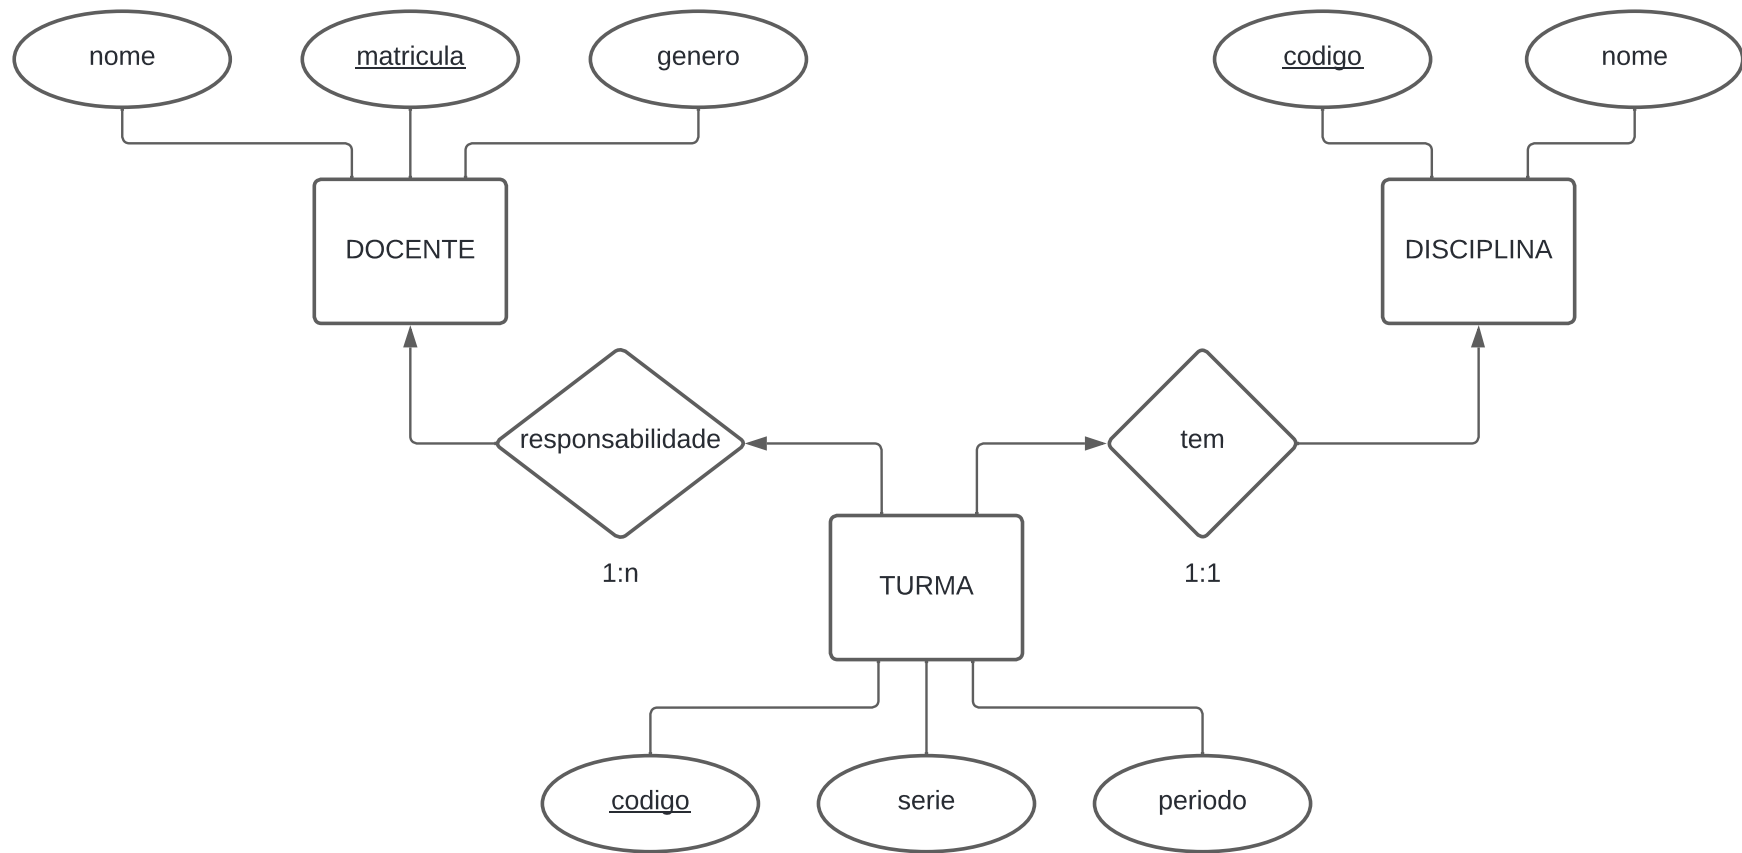 nome
matricula
genero
codigo
nome
DOCENTE
DISCIPLINA
responsabilidade
tem
1:n
1:1
TURMA
codigo
serie
periodo